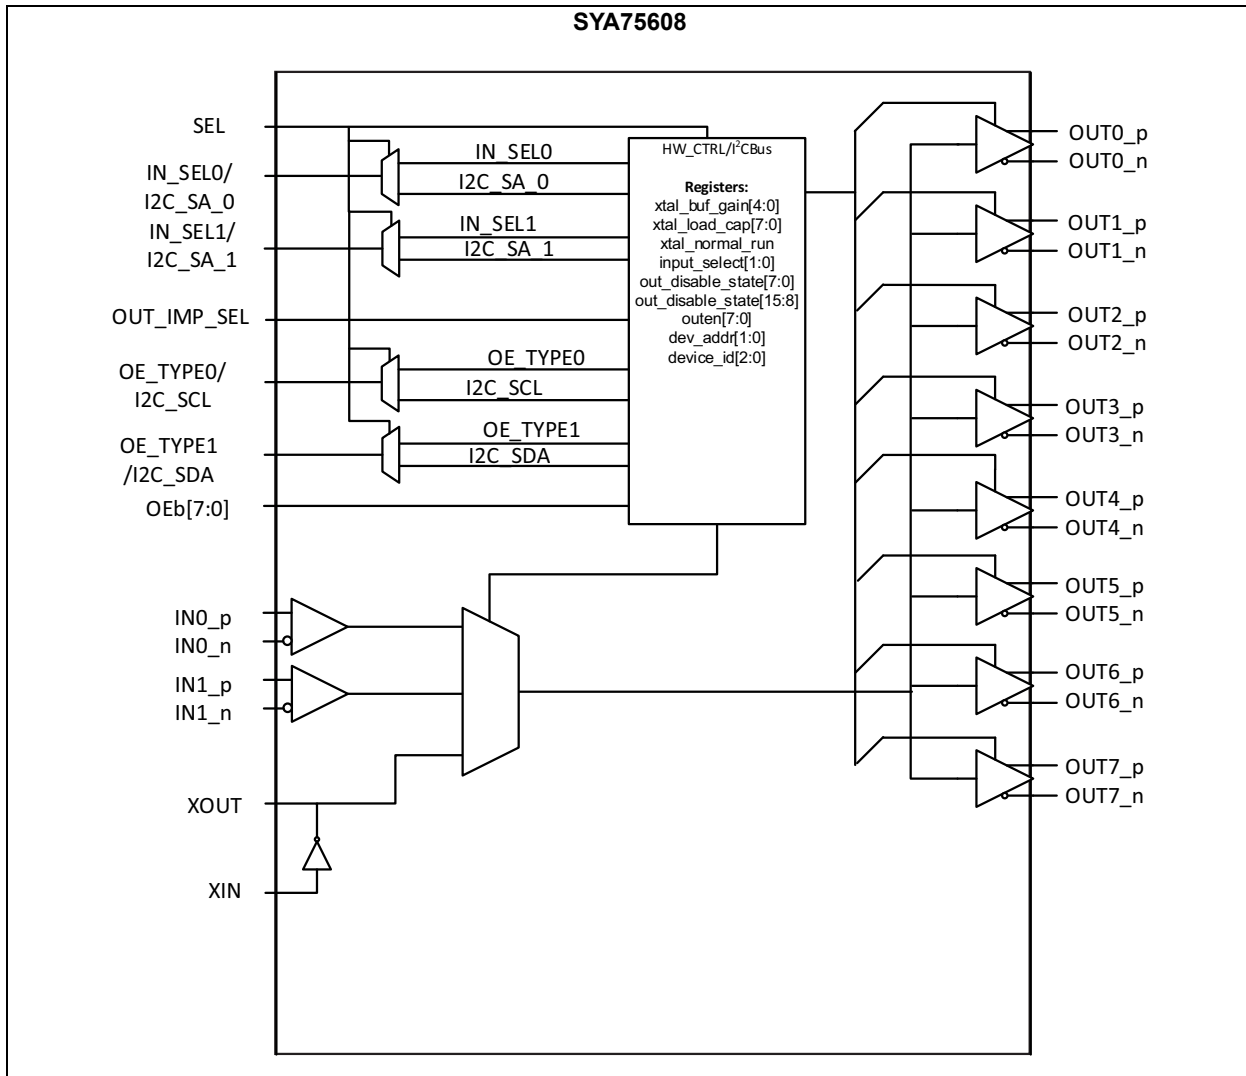 SYA75608
SEL
IN_SEL0/
I2C_SA_0
IN_SEL1/
I2C_SA_1
OUT_IMP_SEL
OE_TYPE0/
I2C_SCL
OE_TYPE1
/I2C_SDA
OEb[7:0]
IN0_p
IN0_n
IN1_p
IN1_n
XOUT
XIN
IN_SEL0
I2C_SA_0
IN_SEL1
I2C_SA_1
OE_TYPE0
I2C_SCL
OE_TYPE1
I2C_SDA
HW_CTRL/I²CBus
Registers:
xtal_buf_gain[4:0]
xtal_load_cap[7:0]
xtal_normal_run
input_select[1:0]
out_disable_state[7:0]
out_disable_state[15:8]
outen[7:0]
dev_addr[1:0]
device_id[2:0]
OUT0_p
OUT0_n
OUT1_p
OUT1_n
OUT2_p
OUT2_n
OUT3_p
OUT3_n
OUT4_p
OUT4_n
OUT5_p
OUT5_n
OUT6_p
OUT6_n
OUT7_p
OUT7_n